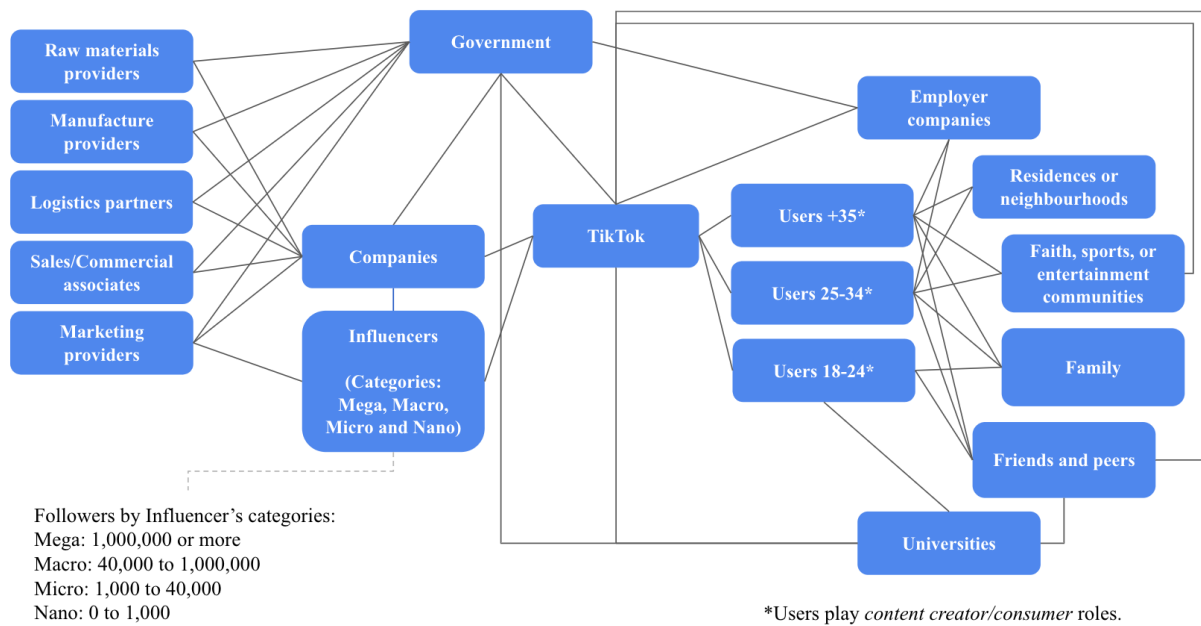 Government
Raw materials
providers
Manufacture
providers
Logistics partners
Sales/Commercial
associates
Marketing
providers
Companies
Influencers
(Categories:
Mega, Macro,
Micro and Nano)
TikTok
Employer
companies
Users +35*
Users 25-34*
Users 18-24*
Residences or
neighbourhoods
Faith, sports, or
entertainment
communities
Family
Friends and peers
Universities
Followers by Influencer’s categories:
Mega: 1,000,000 or more
Macro: 40,000 to 1,000,000
Micro: 1,000 to 40,000
Nano: 0 to 1,000
*Users play content creator/consumer roles.